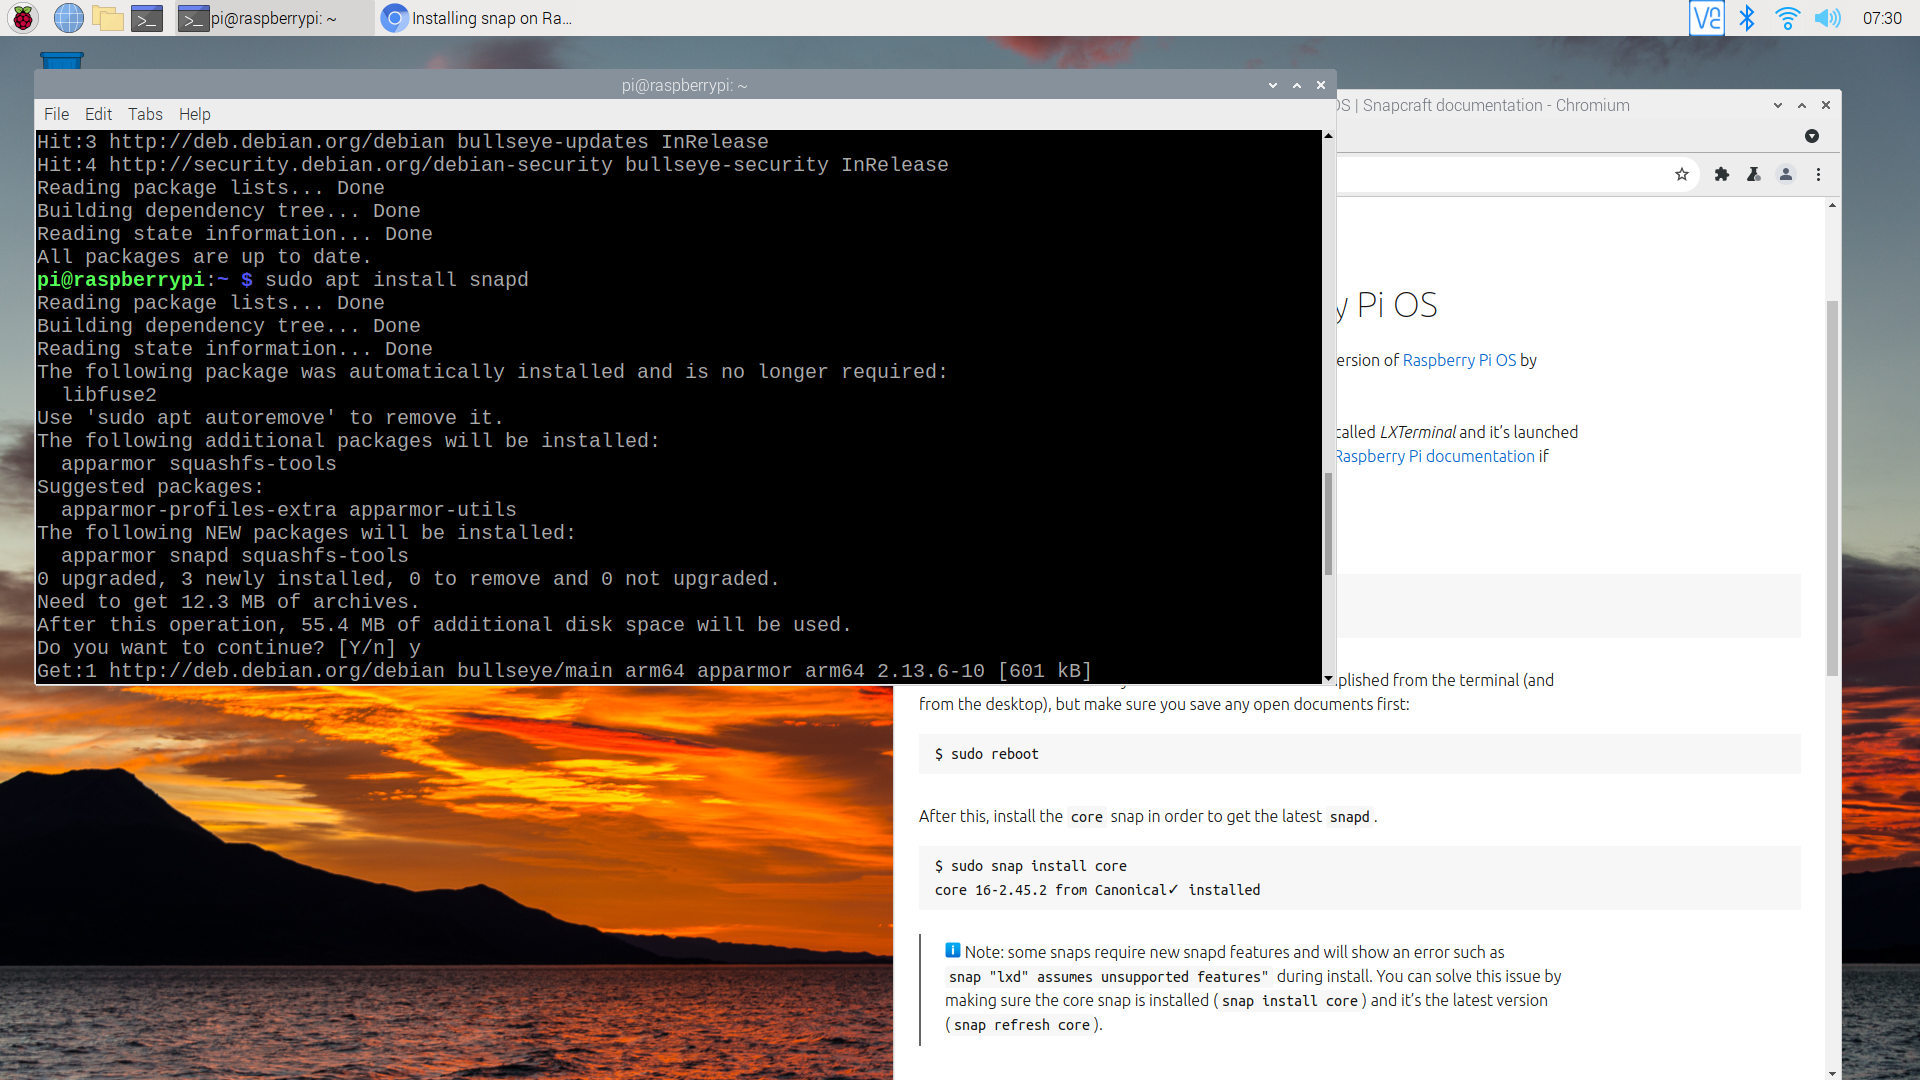 pi@raspberrypi: ~
Installing snap on Ra...
VNC
07:30
pi@raspberrypi: ~
File Edit Tabs Help
Hit:3 http://deb.debian.org/debian bullseye-updates InRelease
Hit:4 http://security.debian.org/debian-security bullseye-security InRelease
Reading package lists... Done
Building dependency tree... Done
Reading state information... Done
All packages are up to date.
pi@raspberrypi:~ $ sudo apt install snapd
Reading package lists... Done
Building dependency tree... Done
Reading state information... Done
The following package was automatically installed and is no longer required:
  libfuse2
Use 'sudo apt autoremove' to remove it.
The following additional packages will be installed:
  apparmor squashfs-tools
Suggested packages:
  apparmor-profiles-extra apparmor-utils
The following NEW packages will be installed:
  apparmor snapd squashfs-tools
0 upgraded, 3 newly installed, 0 to remove and 0 not upgraded.
Need to get 12.3 MB of archives.
After this operation, 55.4 MB of additional disk space will be used.
Do you want to continue? [Y/n] y
Get:1 http://deb.debian.org/debian bullseye/main arm64 apparmor arm64 2.13.6-10 [601 kB]
OS | Snapcraft documentation - Chromium
y Pi OS
ersion of Raspberry Pi OS by
called LXTerminal and it's launched
Raspberry Pi documentation if
plished from the terminal (and
from the desktop), but make sure you save any open documents first:
$ sudo reboot
After this, install the core snap in order to get the latest snapd.
$ sudo snap install core
core 16-2.45.2 from Canonical✓ installed
i Note: some snaps require new snapd features and will show an error such as
snap "lxd" assumes unsupported features" during install. You can solve this issue by
making sure the core snap is installed (snap install core) and it's the latest version
(snap refresh core).